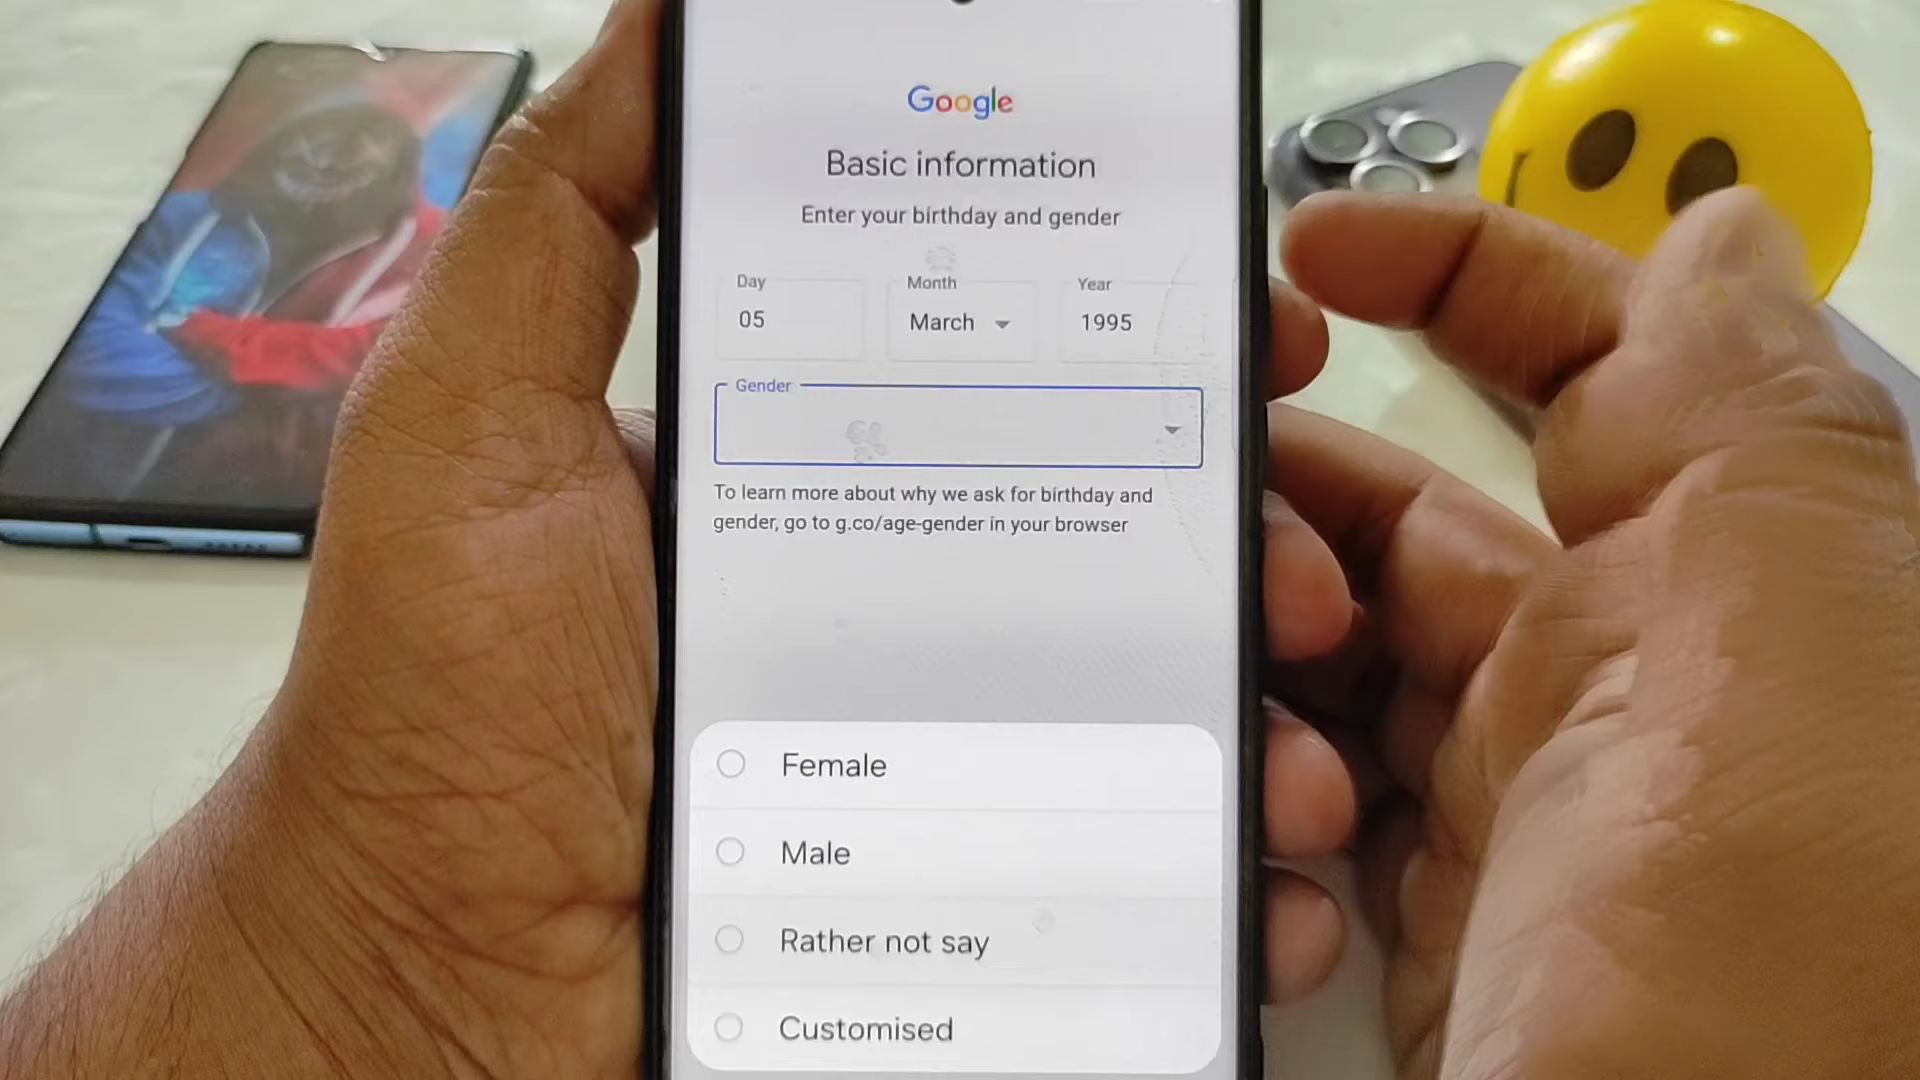 Google
Basic information
Enter your birthday and gender
Day
Month
Year
05
March
1995
Gender
To learn more about why we ask for birthday and
gender, go to g.co/age-gender in your browser
Female
Male
Rather not say
Customised